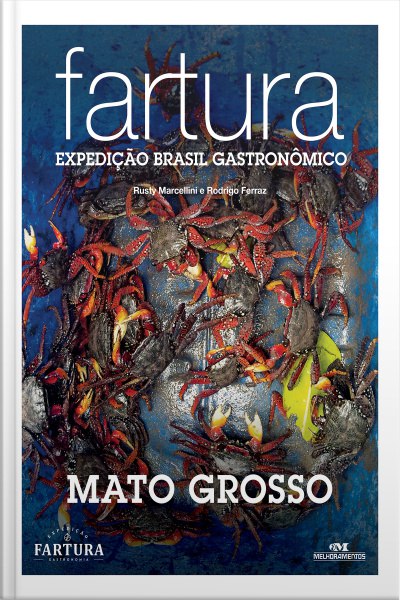 fartura
EXPEDIÇÃO BRASIL GASTRONÔMICO
Rusty Marcellini e Rodrigo Ferraz
MATO GROSSO
EXPEDIÇÃO
FARTURA
GASTRONOMIA
MELHORAMENTOS